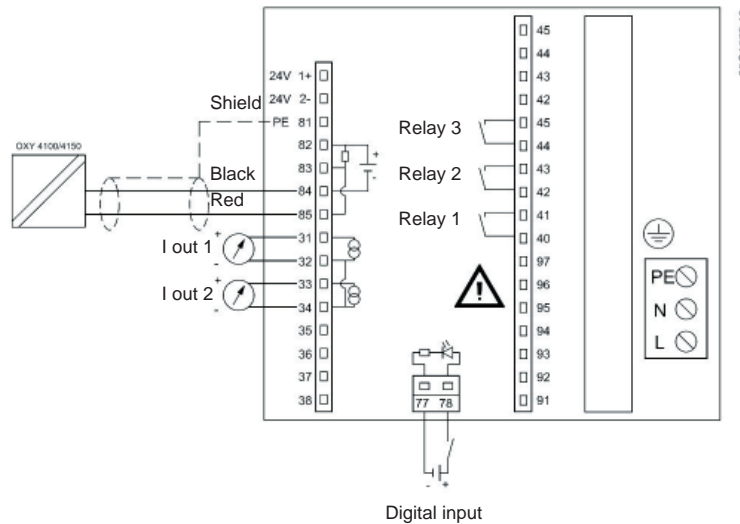 OXY 4100/4150
Shield
Black
Red
I out 1
+
-
I out 2
+
-
24V 1+
24V 2-
PE 81
82
83
84
85
31
32
33
34
35
36
37
38
+
-
Relay 3
Relay 2
Relay 1
45
44
43
42
45
44
43
42
41
40
97
96
95
94
93
92
91
!
PE
N
L
77 78
- +
Digital input